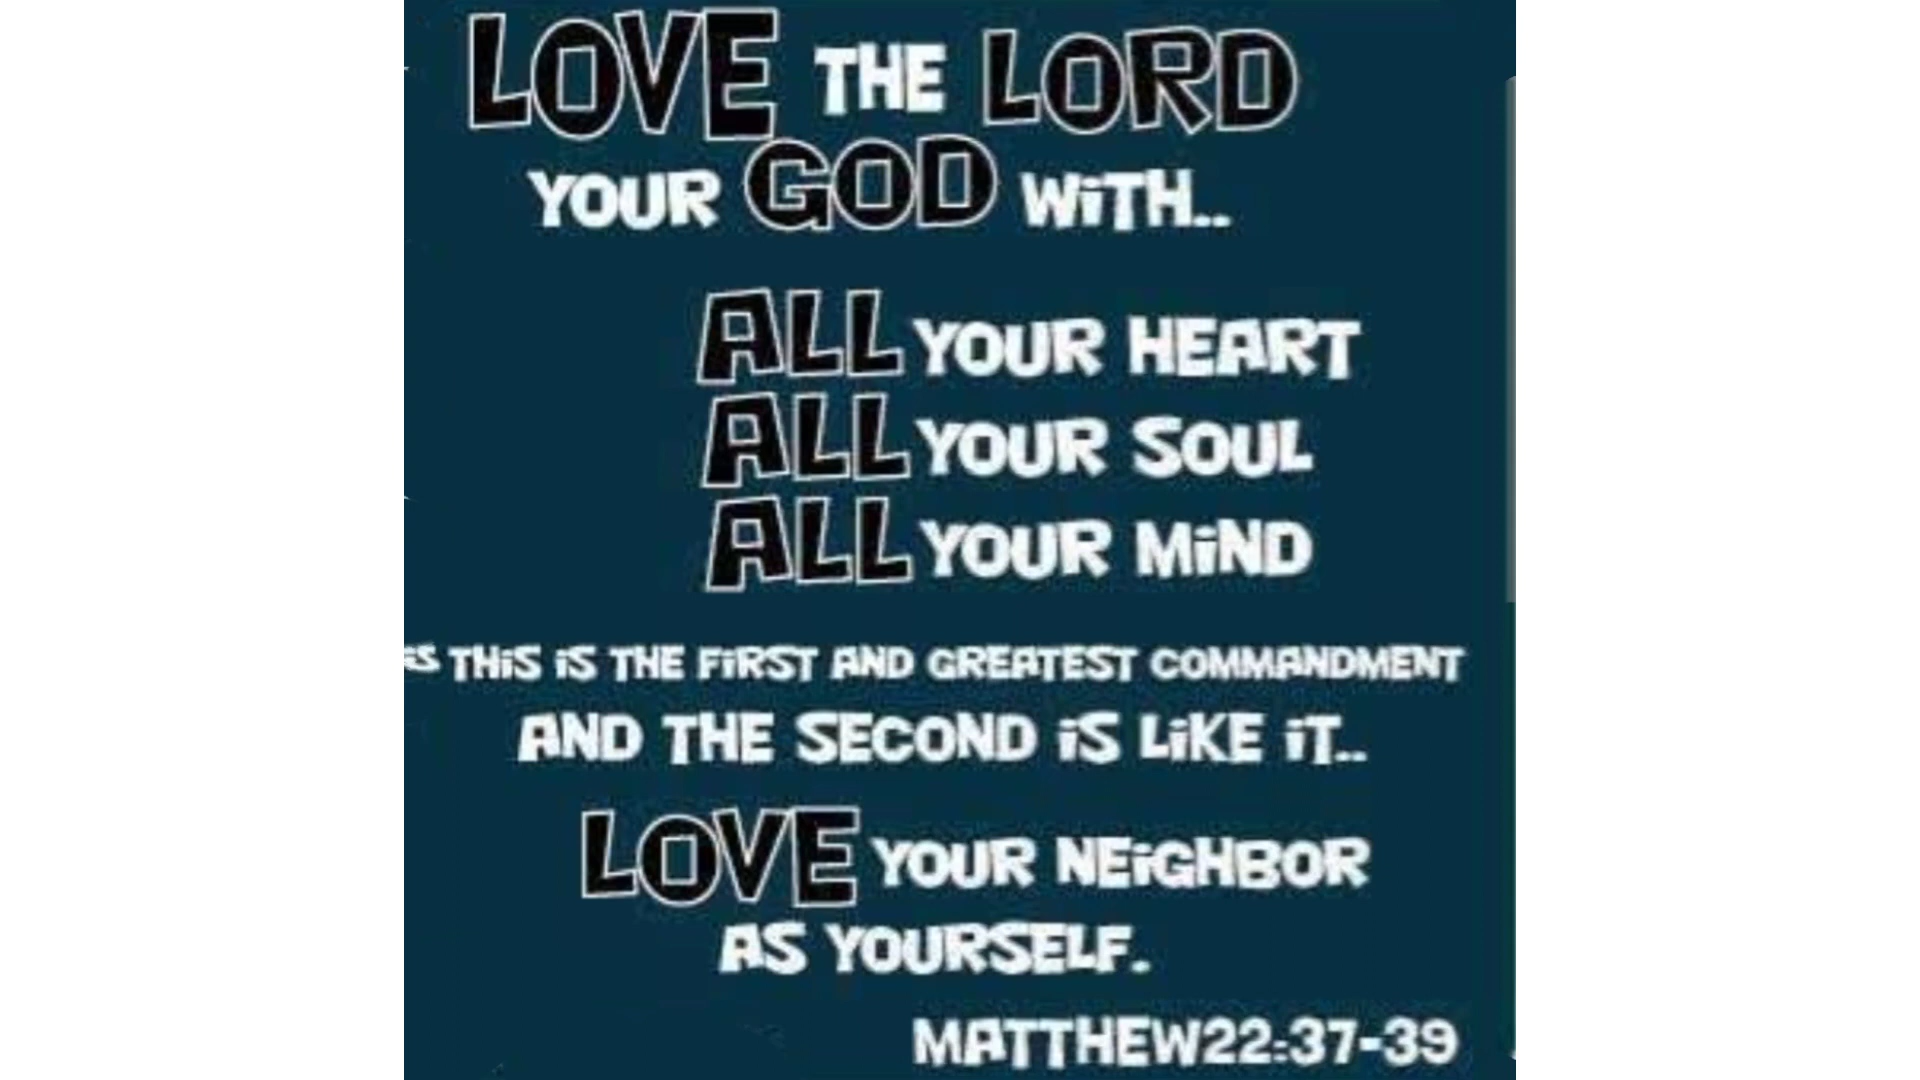 LOVE THE LORD
YOUR GOD WiTH..
ALL YOUR HEART
ALL YOUR SOUL
ALL YOUR MiND
iS THiS iS THE FiRST AND GREATEST COMMANDMENT
AND THE SECOND iS LiKE iT..
LOVE YOUR NEiGHBOR
AS YOURSELF.
MATTHEW22:37-39